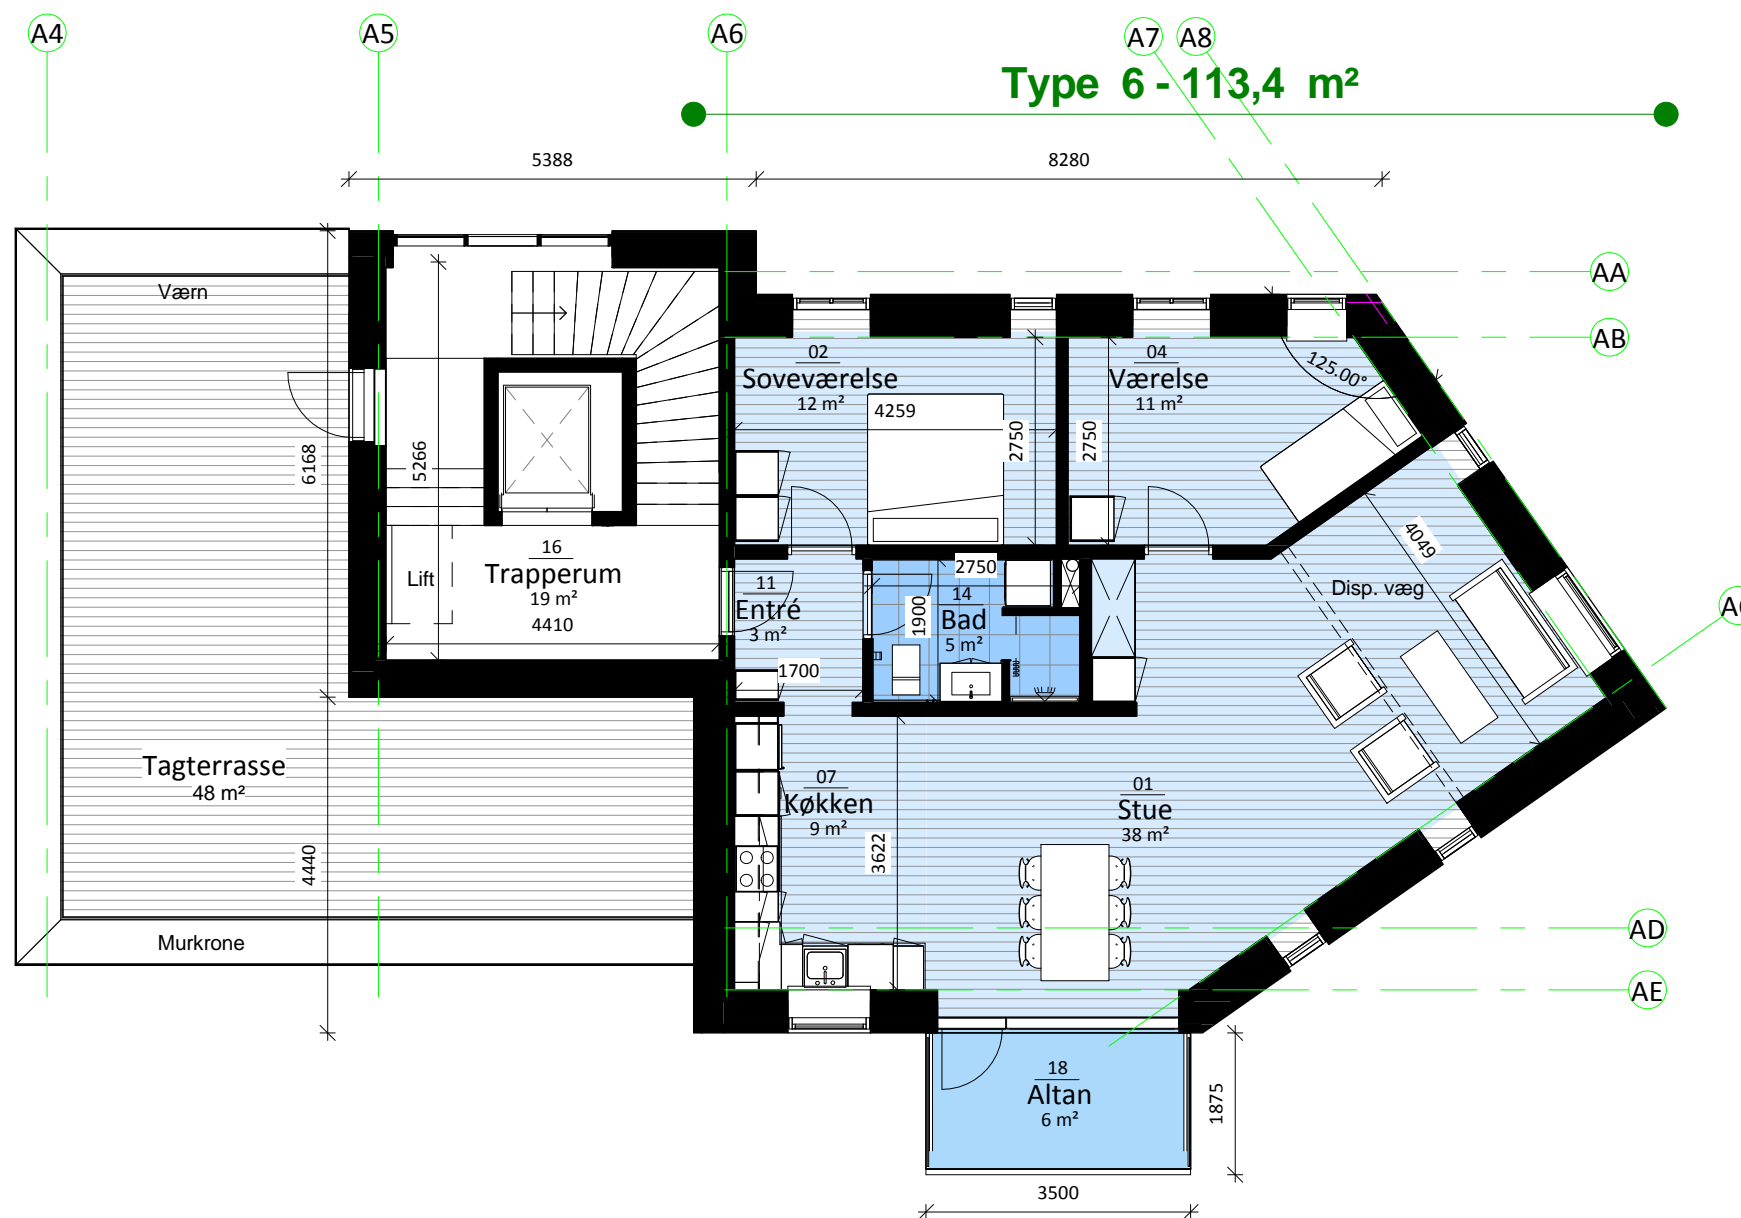 A4
A5
A6
A7
A8
Type 6 - 113,4 m²
5388
8280
AA
AB
AD
AE
Værn
6168
5266
02
Soveværelse
12 m²
4259
2750
04
Værelse
11 m²
2750
125.00°
4049
Disp. væg
16
Trapperum
19 m²
4410
Lift
11
Entré
3 m²
1700
2750
1900
14
Bad
5 m²
Tagterrasse
48 m²
4440
Murkrone
07
Køkken
9 m²
3622
01
Stue
38 m²
18
Altan
6 m²
1875
3500